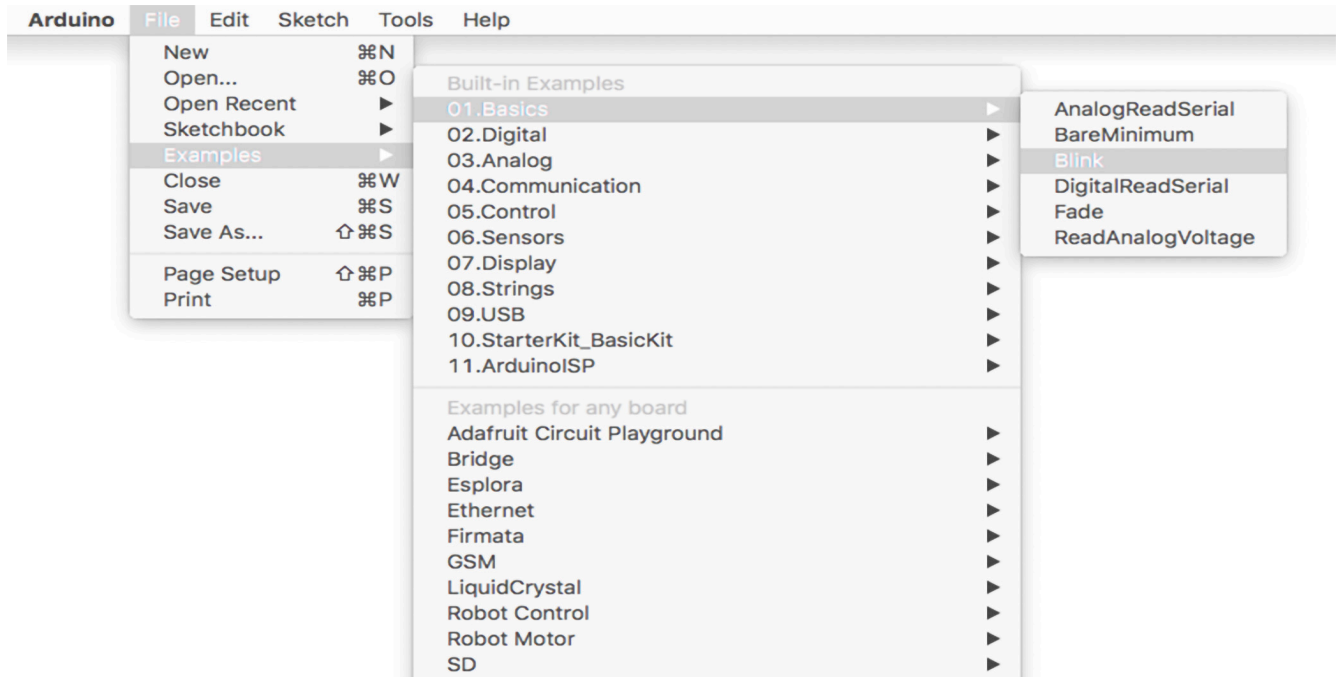 Arduino File Edit Sketch Tools Help
New ⌘N
Open... ⌘O
Open Recent ▶
Sketchbook ▶
Examples ▶
Close ⌘W
Save ⌘S
Save As... ⇧⌘S
Page Setup ⇧⌘P
Print ⌘P
Built-in Examples
01.Basics ▶
02.Digital ▶
03.Analog ▶
04.Communication ▶
05.Control ▶
06.Sensors ▶
07.Display ▶
08.Strings ▶
09.USB ▶
10.StarterKit_BasicKit ▶
11.ArduinoISP ▶
Examples for any board
Adafruit Circuit Playground ▶
Bridge ▶
Esplora ▶
Ethernet ▶
Firmata ▶
GSM ▶
LiquidCrystal ▶
Robot Control ▶
Robot Motor ▶
SD ▶
AnalogReadSerial
BareMinimum
Blink
DigitalReadSerial
Fade
ReadAnalogVoltage